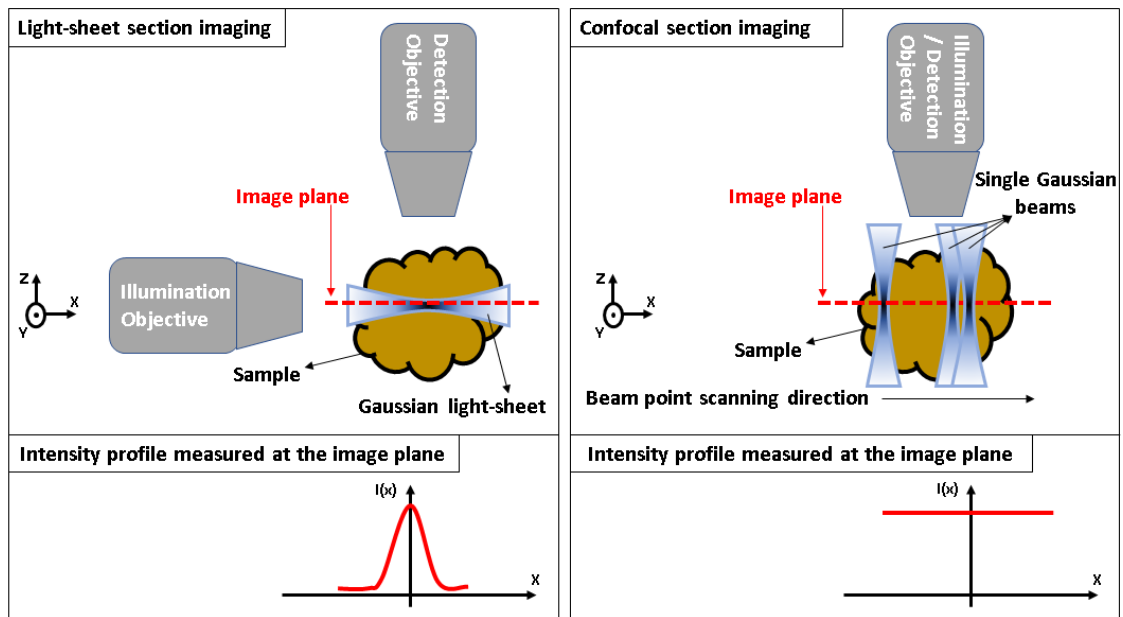 Light-sheet section imaging
Detection
Objective
Image plane
Z
X
Y
Illumination
Objective
Sample
Gaussian light-sheet
Intensity profile measured at the image plane
I(x)
X
Confocal section imaging
Illumination
/ Detection
Objective
Single Gaussian
beams
Image plane
Z
X
Y
Sample
Beam point scanning direction
Intensity profile measured at the image plane
I(x)
X